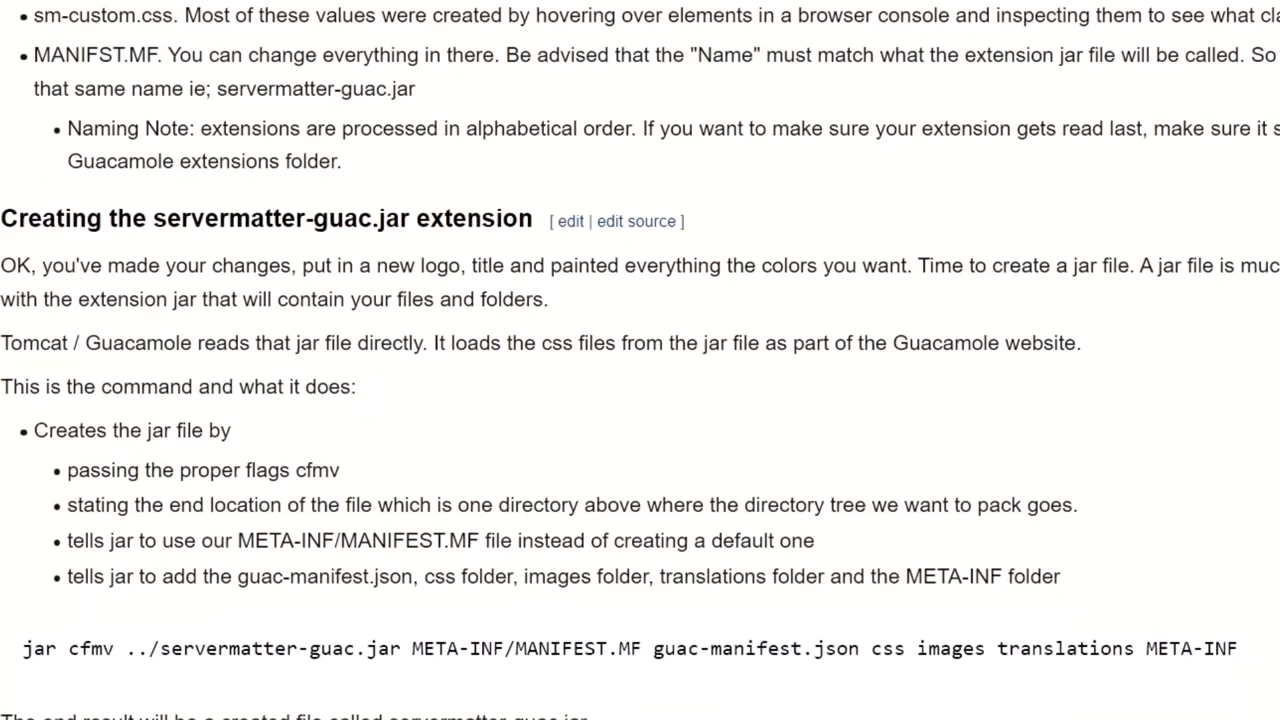 sm-custom.css. Most of these values were created by hovering over elements in a browser console and inspecting them to see what
MANIFST.MF. You can change everything in there. Be advised that the "Name" must match what the extension jar file will be called. So
that same name ie; servermatter-guac.jar
Naming Note: extensions are processed in alphabetical order. If you want to make sure your extension gets read last, make sure it
Guacamole extensions folder.
Creating the servermatter-guac.jar extension [ edit | edit source ]
OK, you've made your changes, put in a new logo, title and painted everything the colors you want. Time to create a jar file. A jar file is
with the extension jar that will contain your files and folders.
Tomcat / Guacamole reads that jar file directly. It loads the css files from the jar file as part of the Guacamole website.
This is the command and what it does:
Creates the jar file by
passing the proper flags cfmv
stating the end location of the file which is one directory above where the directory tree we want to pack goes.
tells jar to use our META-INF/MANIFEST.MF file instead of creating a default one
tells jar to add the guac-manifest.json, css folder, images folder, translations folder and the META-INF folder
jar cfmv ../servermatter-guac.jar META-INF/MANIFEST.MF guac-manifest.json css images translations META-INF
The end result will be a created file called servermatter-guac.jar